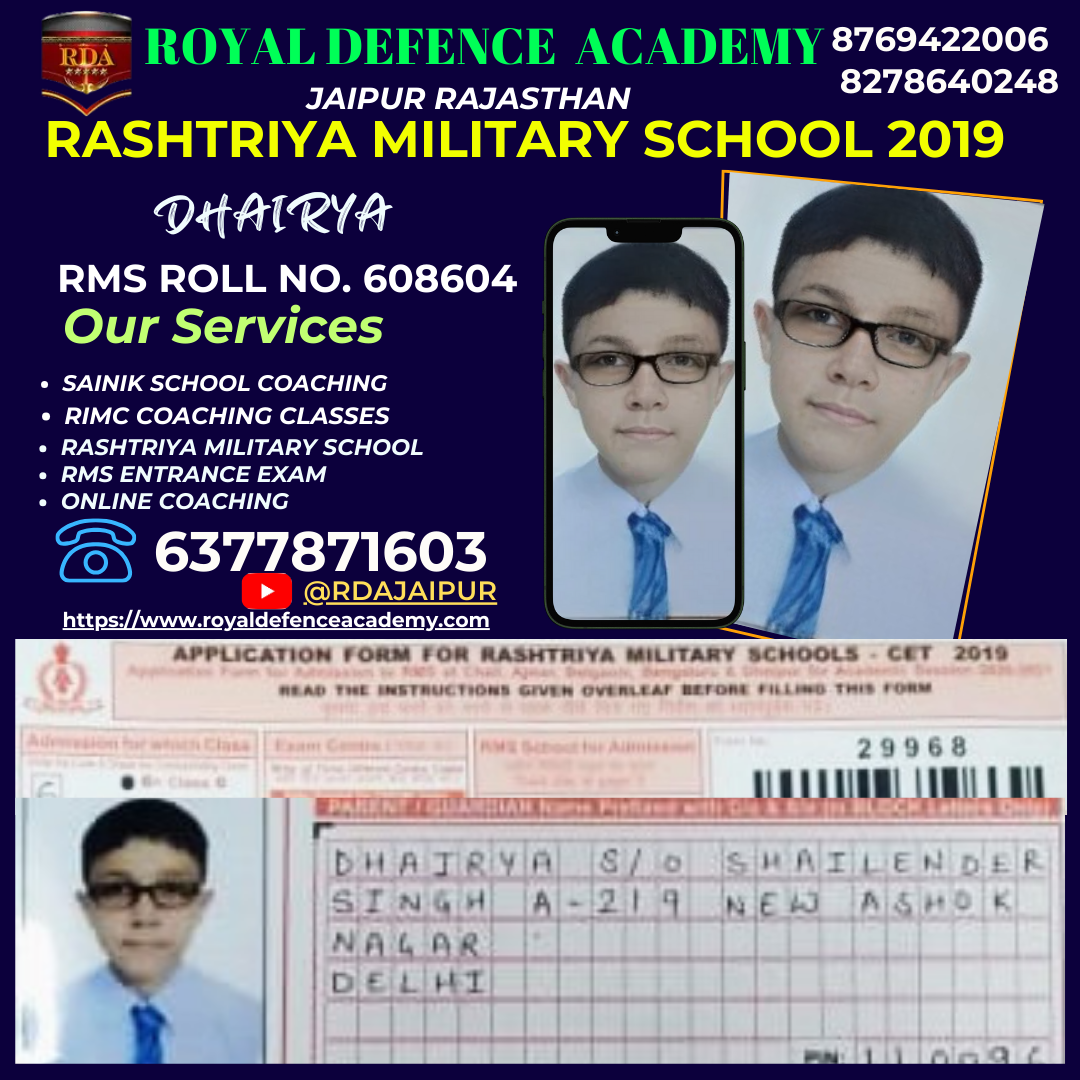 RDA
ROYAL DEFENCE ACADEMY
8769422006
8278640248
JAIPUR RAJASTHAN
RASHTRIYA MILITARY SCHOOL 2019
DHAIRYA
RMS ROLL NO. 608604
Our Services
• SAINIK SCHOOL COACHING
• RIMC COACHING CLASSES
• RASHTRIYA MILITARY SCHOOL
• RMS ENTRANCE EXAM
• ONLINE COACHING
6377871603
@RDAJAIPUR
https://www.royaldefenceacademy.com
APPLICATION FORM FOR RASHTRIYA MILITARY SCHOOLS - CET 2019
READ THE INSTRUCTIONS GIVEN OVERLEAF BEFORE FILLING THIS FORM
Admission for which Class
Exam Centre
RMS School for Admission
29968
6
DHAIRYA S/O SHAILENDER
SINGH A-219 NEW ASHOK
NAGAR
DELHI
PIN: 110096